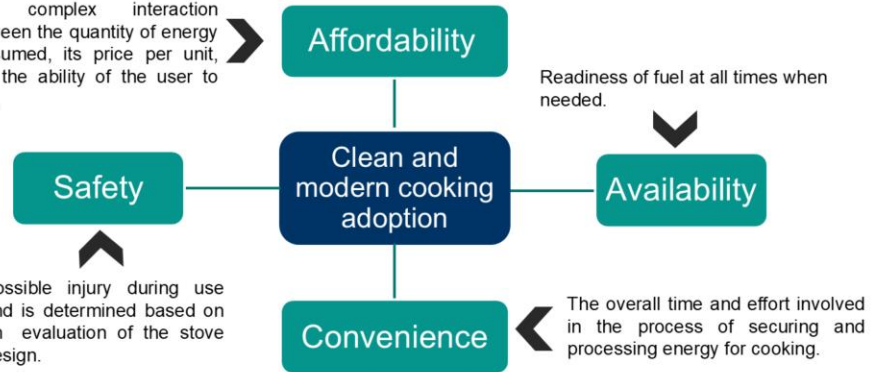 complex interaction
een the quantity of energy
sumed, its price per unit,
the ability of the user to
Affordability
Readiness of fuel at all times when
needed.
Safety
Clean and
modern cooking
adoption
Availability
ossible injury during use
nd is determined based on
evaluation of the stove
esign.
Convenience
The overall time and effort involved
in the process of securing and
processing energy for cooking.